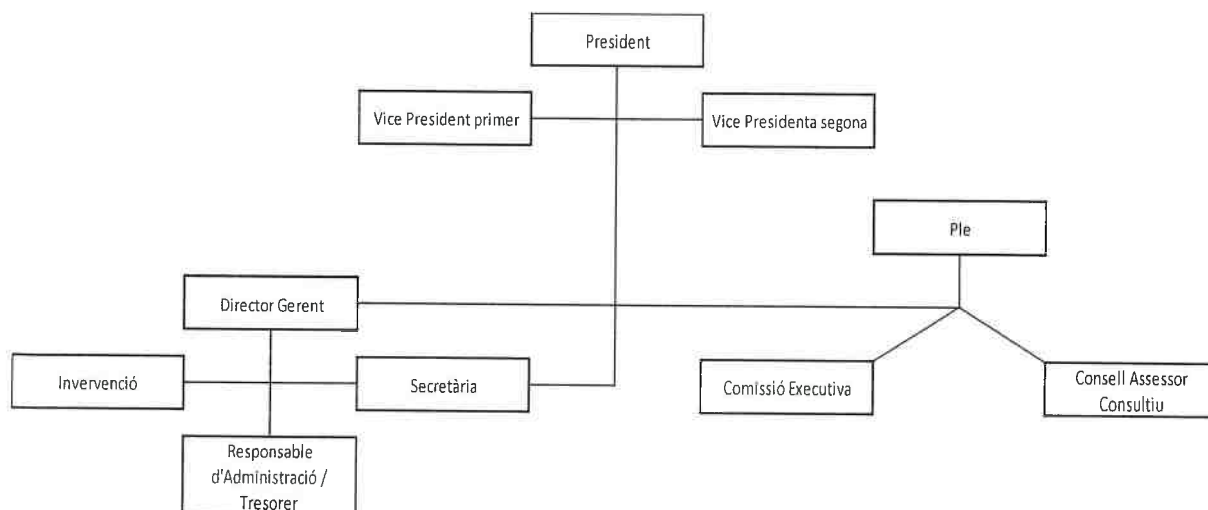 President
Vice President primer
Vice Presidenta segona
Ple
Director Gerent
Invervenció
Secretària
Comissió Executiva
Consell Assessor
Consultiu
Responsable
d'Administració /
Tresorer